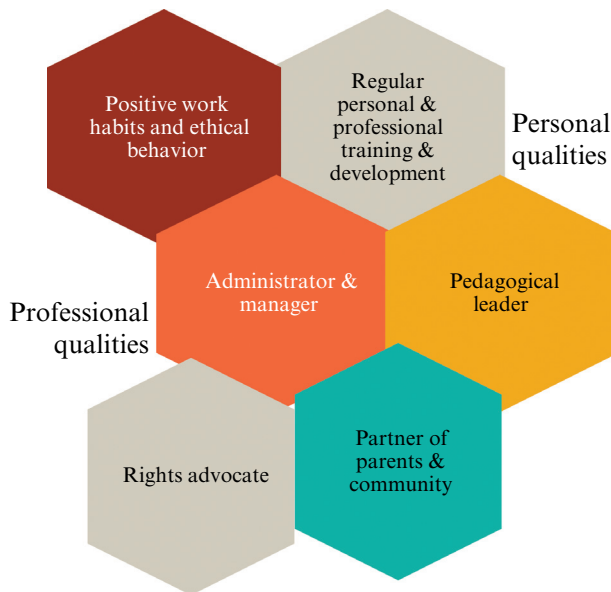 Positive work
habits and ethical
behavior
Regular
personal &
professional
training &
development
Personal
qualities
Administrator &
manager
Pedagogical
leader
Professional
qualities
Rights advocate
Partner of
parents &
community